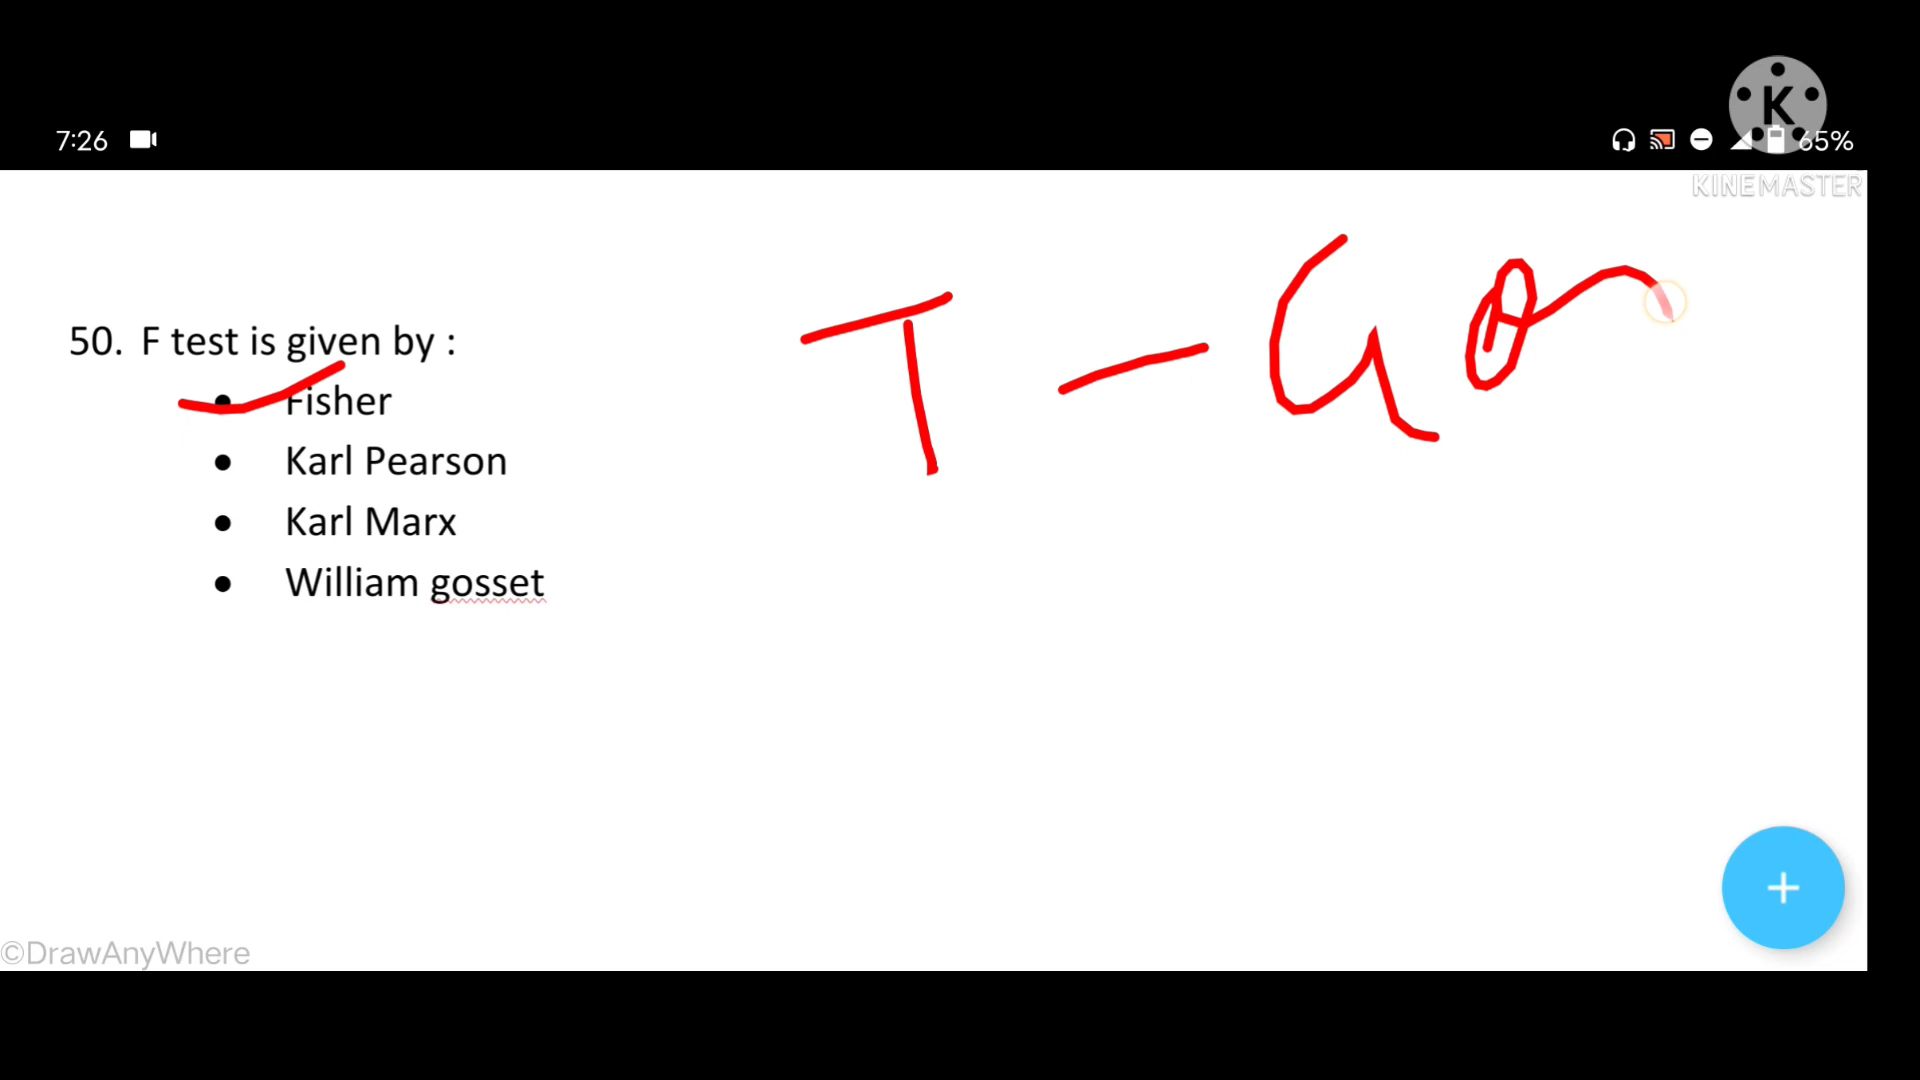 7:26
65%
K
KINEMASTER
T - Go
50. F test is given by :
● Fisher
● Karl Pearson
● Karl Marx
● William gosset
+
©DrawAnyWhere